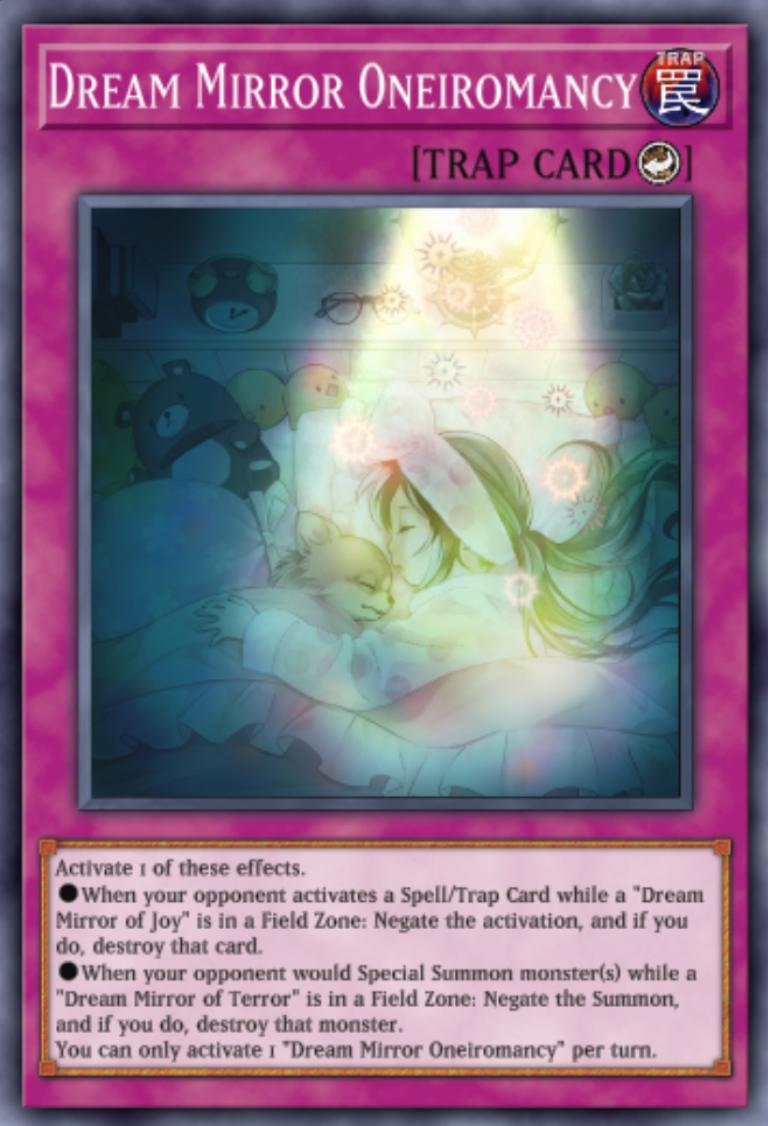 DREAM MIRROR ONEIROMANCY
TRAP
罠
[TRAP CARD]
Activate 1 of these effects.
●When your opponent activates a Spell/Trap Card while a "Dream
Mirror of Joy" is in a Field Zone: Negate the activation, and if you
do, destroy that card.
●When your opponent would Special Summon monster(s) while a
"Dream Mirror of Terror" is in a Field Zone: Negate the Summon,
and if you do, destroy that monster.
You can only activate 1 "Dream Mirror Oneiromancy" per turn.